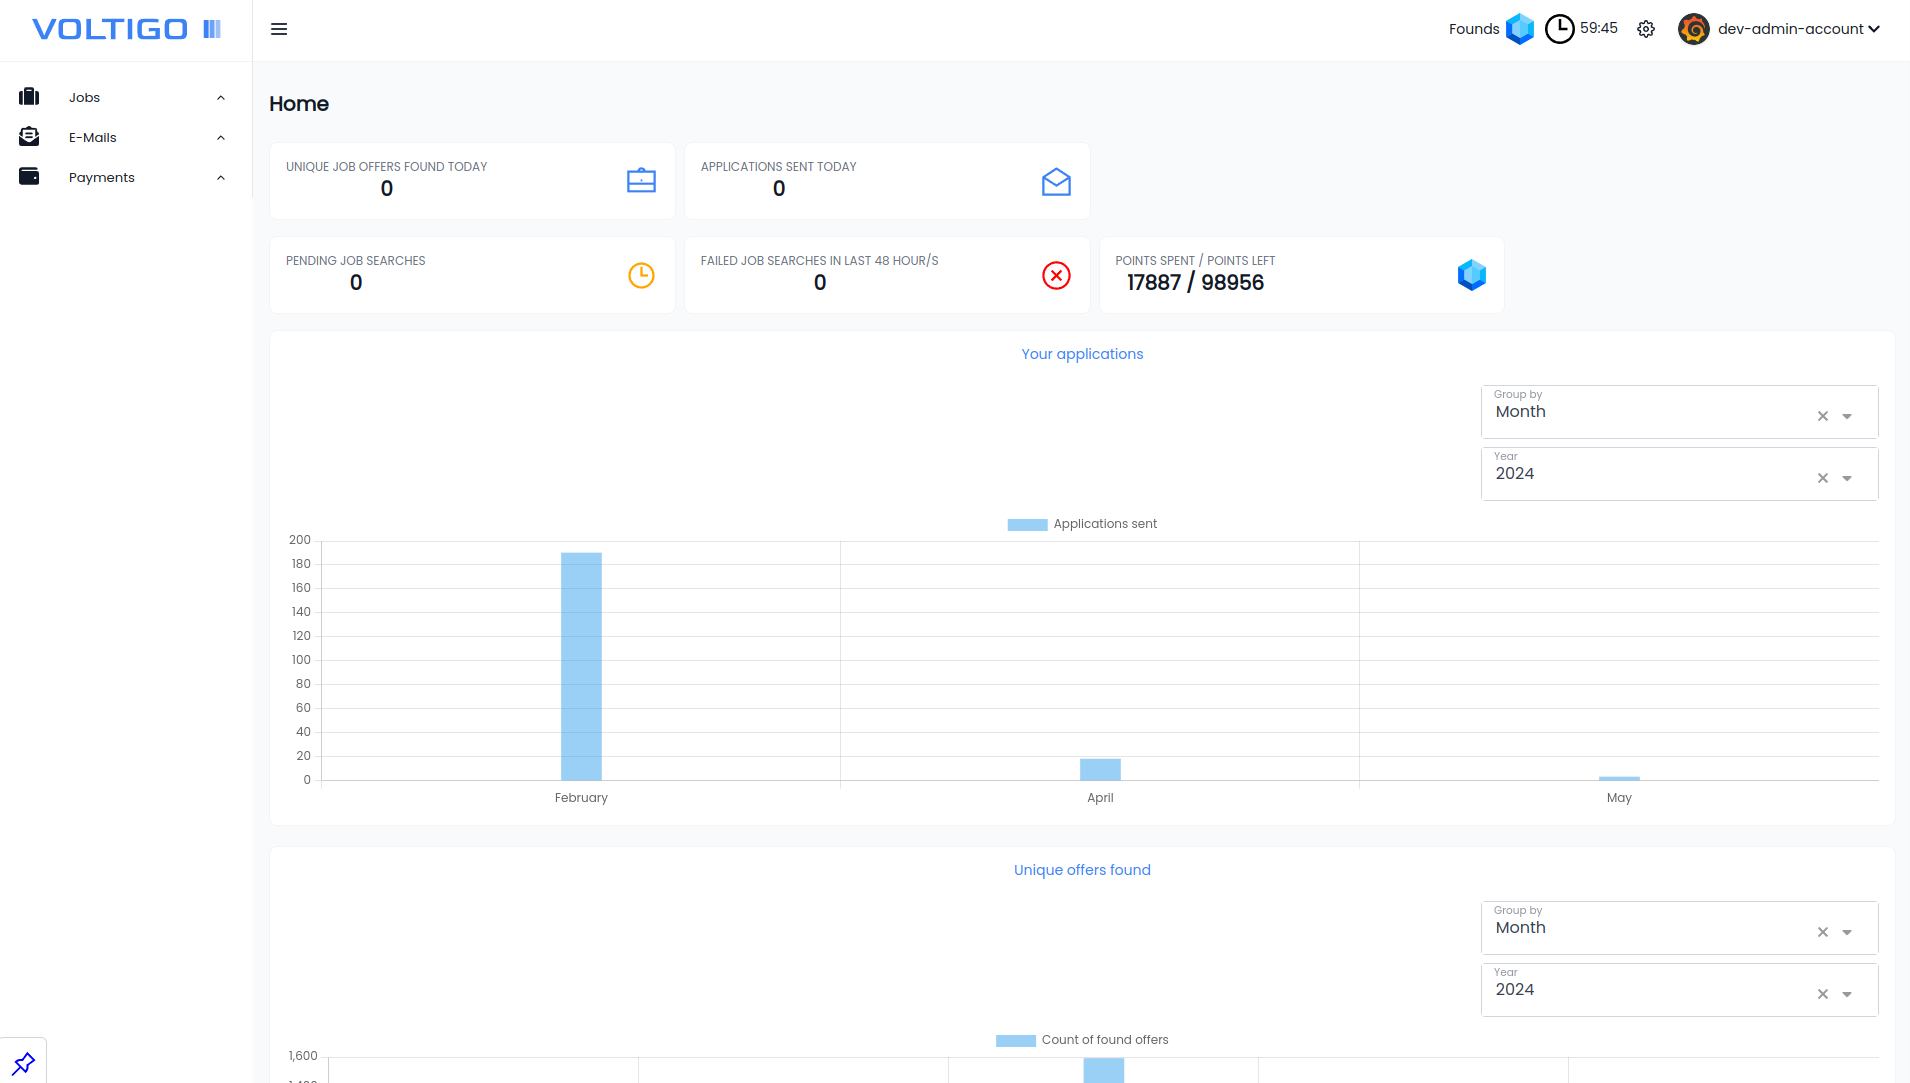 VOLTIGO
Founds 59:45 dev-admin-account
Jobs
E-Mails
Payments
Home
UNIQUE JOB OFFERS FOUND TODAY
0
APPLICATIONS SENT TODAY
0
PENDING JOB SEARCHES
0
FAILED JOB SEARCHES IN LAST 48 HOUR/S
0
POINTS SPENT / POINTS LEFT
17887 / 98956
Your applications
Group by
Month
Year
2024
Applications sent
200
180
160
140
120
100
80
60
40
20
0
February April May
Unique offers found
Group by
Month
Year
2024
Count of found offers
1,600